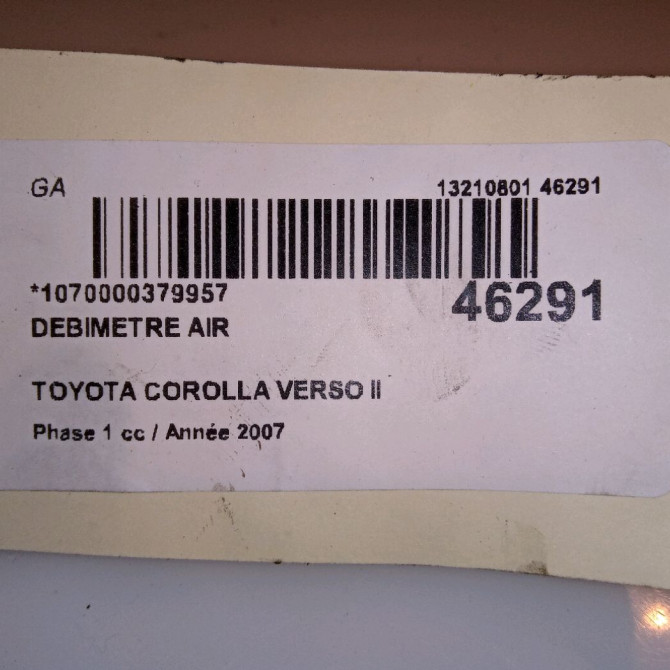 GA 13210801 46291
*1070000379957 46291
DEBIMETRE AIR
TOYOTA COROLLA VERSO II
Phase 1 cc / Année 2007